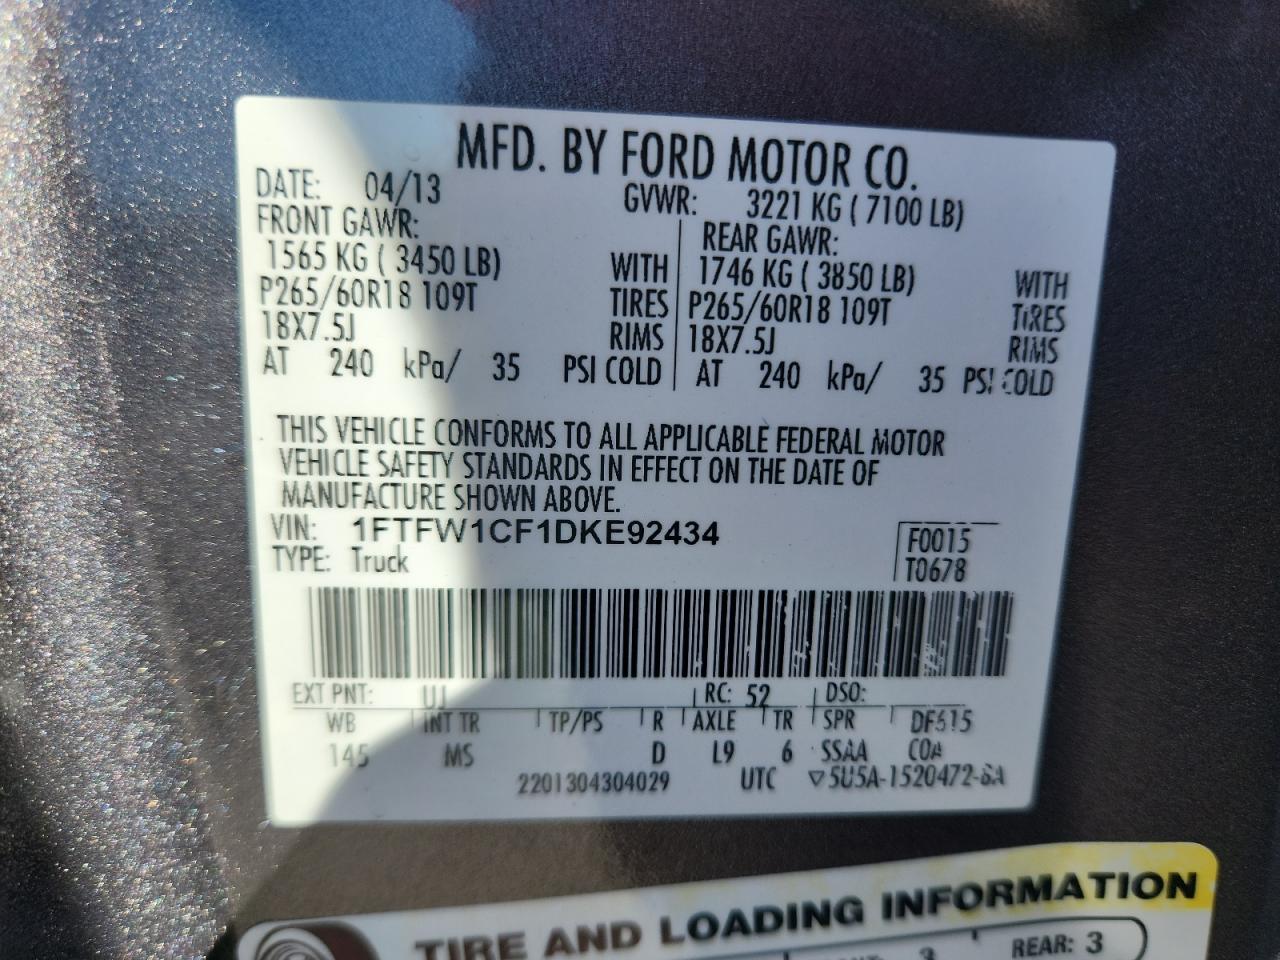 MFD. BY FORD MOTOR CO.
DATE: 04/13 GVWR: 3221 KG ( 7100 LB)
FRONT GAWR: REAR GAWR:
1565 KG ( 3450 LB) WITH 1746 KG ( 3850 LB) WITH
P265/60R18 109T TIRES P265/60R18 109T TIRES
18X7.5J RIMS 18X7.5J RIMS
AT 240 kPa/ 35 PSI COLD AT 240 kPa/ 35 PSI COLD
THIS VEHICLE CONFORMS TO ALL APPLICABLE FEDERAL MOTOR
VEHICLE SAFETY STANDARDS IN EFFECT ON THE DATE OF
MANUFACTURE SHOWN ABOVE.
VIN: 1FTFW1CF1DKE92434 F0015
TYPE: Truck T0678
EXT PNT: UJ RC: 52 DSO:
WB INT TR TP/PS R AXLE TR SPR DF615
145 MS D L9 6 SSAA COA
2201304304029 UTC ▽5U5A-1520472-
TIRE AND LOADING INFORMATION
3 REAR: 3